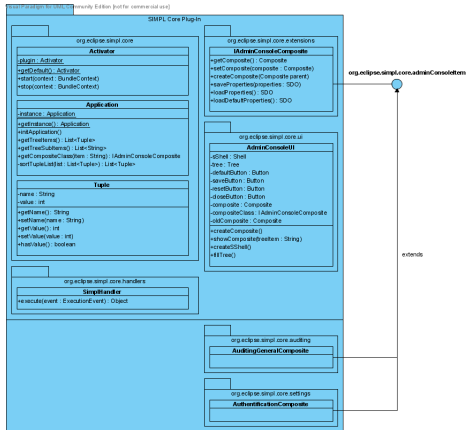 Visual Paradigm for UML Community Edition [not for commercial use]
SIMPL Core Plug-In
org.eclipse.simpl.core
Activator
-plugin : Activator
+getDefault() : Activator
+start(context : BundleContext)
+stop(context : BundleContext)
Application
-instance : Application
+getInstance() : Application
+initApplication()
+getTreeItems() : List<Tuple>
+getTreeSubItems() : List<String>
+getCompositeClass(item : String) : IAdminConsoleComposite
-sortTupleList(list : List<Tuple>) : List<Tuple>
Tuple
-name : String
-value : int
+getName() : String
+setName(name : String)
+getValue() : int
+setValue(value : int)
+hasValue() : boolean
org.eclipse.simpl.core.handlers
SimplHandler
+execute(event : ExecutionEvent) : Object
org.eclipse.simpl.core.extensions
IAdminConsoleComposite
+getComposite() : Composite
+setComposite(composite : Composite)
+createComposite(Composite parent)
+saveProperties(properties : SDO)
+loadProperties() : SDO
+loadDefaultProperties() : SDO
org.eclipse.simpl.core.adminConsoleItem
org.eclipse.simpl.core.ui
AdminConsoleUI
-sShell : Shell
-tree : Tree
-defaultButton : Button
-saveButton : Button
-resetButton : Button
-closeButton : Button
-composite : Composite
-compositeClass : IAdminConsoleComposite
-oldComposite : Composite
+createComposite()
+showComposite(treeItem : String)
+createSShell()
+fillTree()
extends
org.eclipse.simpl.core.auditing
AuditingGeneralComposite
org.eclipse.simpl.core.settings
AuthentificationComposite